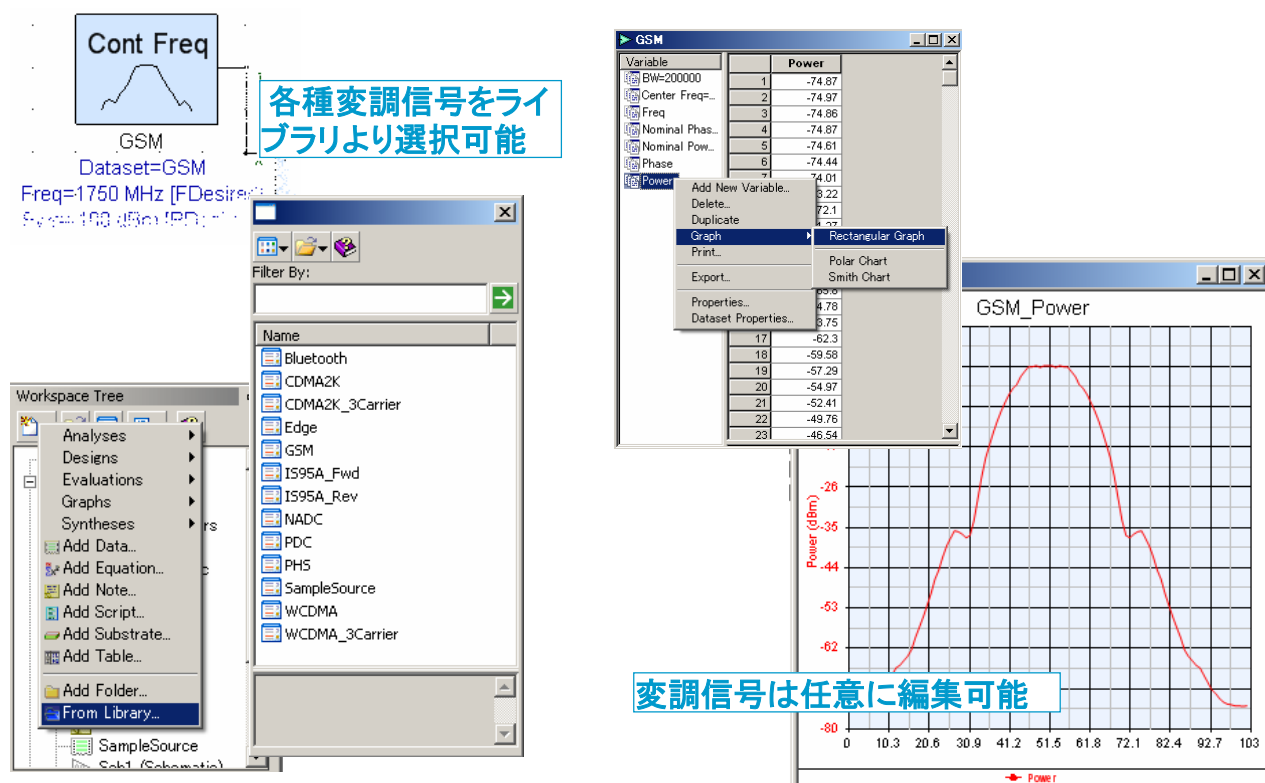 Cont Freq
GSM
Dataset=GSM
Freq=1750 MHz [FDesired
各種変調信号をライ
ブラリより選択可能
Filter By:
Name
Bluetooth
CDMA2K
CDMA2K_3Carrier
Edge
GSM
IS95A_Fwd
IS95A_Rev
NADC
PDC
PHS
SampleSource
WCDMA
WCDMA_3Carrier
Workspace Tree
Analyses
Designs
Evaluations
Graphs
Syntheses
Add Data...
Add Equation...
Add Note...
Add Script...
Add Substrate...
Add Table...
Add Folder...
From Library...
SampleSource
GSM
Variable
BW=200000
Center Freq=...
Freq
Nominal Phas...
Nominal Pow...
Phase
Power
Power
1 -74.87
2 -74.97
3 -74.86
4 -74.87
5 -74.61
6 -74.44
7 -74.01
17 -62.3
18 -59.58
19 -57.29
20 -54.97
21 -52.41
22 -49.76
23 -46.54
Add New Variable...
Delete...
Duplicate
Graph
Print...
Export...
Properties...
Dataset Properties...
Rectangular Graph
Polar Chart
Smith Chart
GSM_Power
Power (dBm)
-26
-35
-44
-53
-62
-80
0 10.3 20.6 30.9 41.2 51.5 61.8 72.1 82.4 92.7 103
Power
変調信号は任意に編集可能